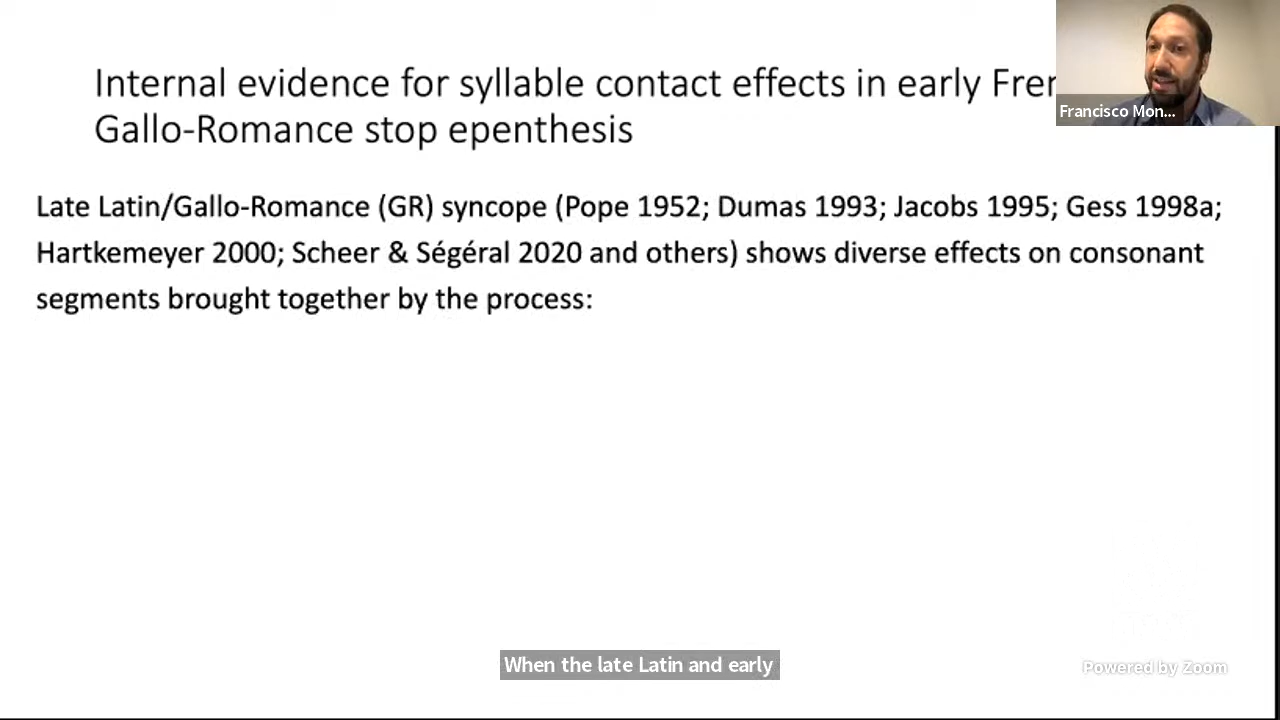 Internal evidence for syllable contact effects in early
Gallo-Romance stop epenthesis
Francisco Mon...
Late Latin/Gallo-Romance (GR) syncope (Pope 1952; Dumas 1993; Jacobs 1995; Gess 1998a;
Hartkemeyer 2000; Scheer & Ségéral 2020 and others) shows diverse effects on consonant
segments brought together by the process:
When the late Latin and early
Powered by Zoom